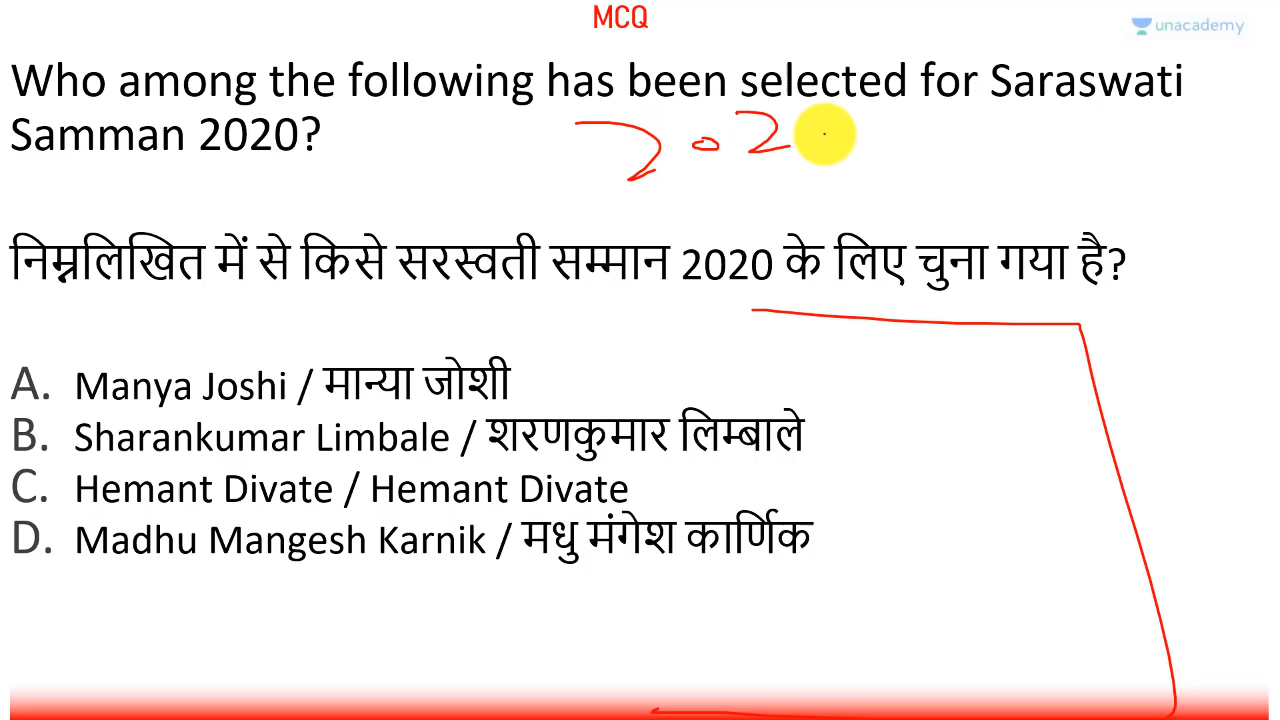 MCQ
unacademy
Who among the following has been selected for Saraswati
Samman 2020?
202
निम्नलिखित में से किसे सरस्वती सम्मान 2020 के लिए चुना गया है?
A. Manya Joshi / मान्या जोशी
B. Sharankumar Limbale / शरणकुमार लिम्बाले
C. Hemant Divate / Hemant Divate
D. Madhu Mangesh Karnik / मधु मंगेश कार्णिक